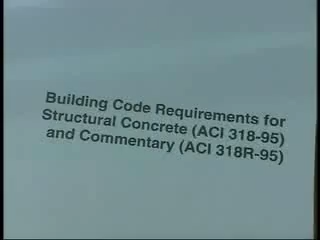 Building Code Requirements for
Structural Concrete (ACI 318-95)
and Commentary (ACI 318R-95)